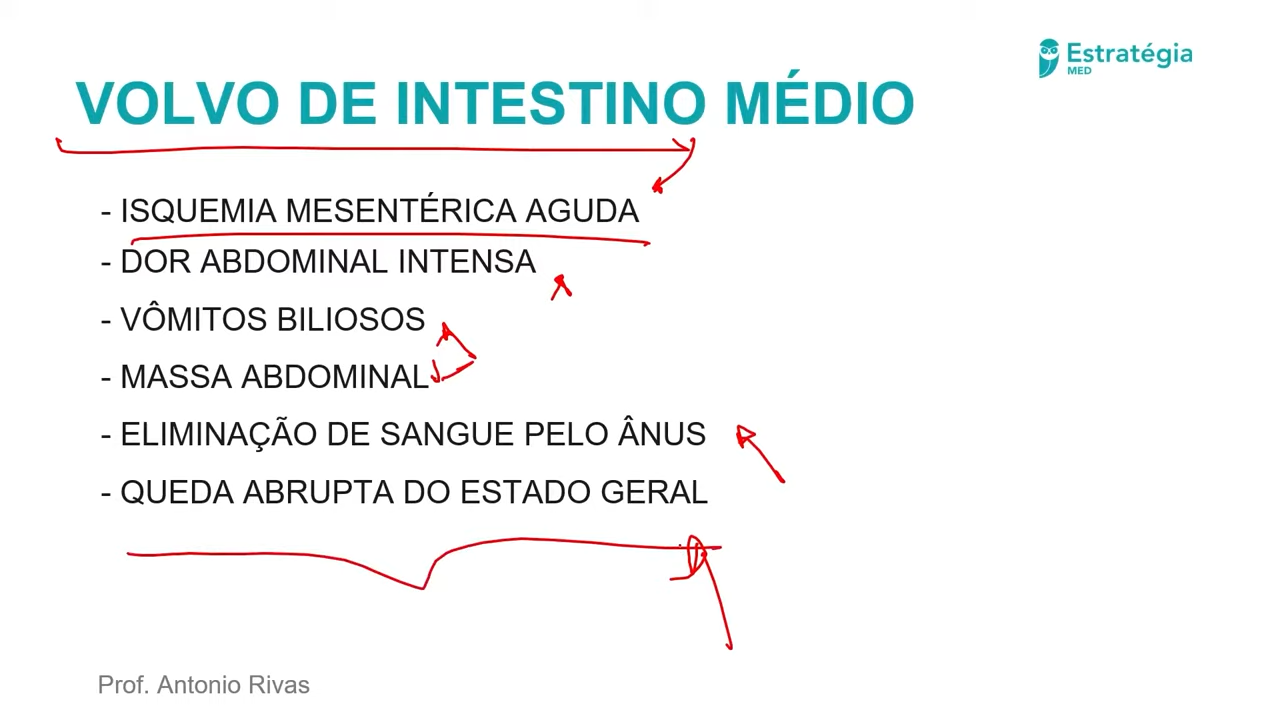 Estratégia
MED
VOLVO DE INTESTINO MÉDIO
- ISQUEMIA MESENTÉRICA AGUDA
- DOR ABDOMINAL INTENSA
- VÔMITOS BILIOSOS
- MASSA ABDOMINAL
- ELIMINAÇÃO DE SANGUE PELO ÂNUS
- QUEDA ABRUPTA DO ESTADO GERAL
Prof. Antonio Rivas